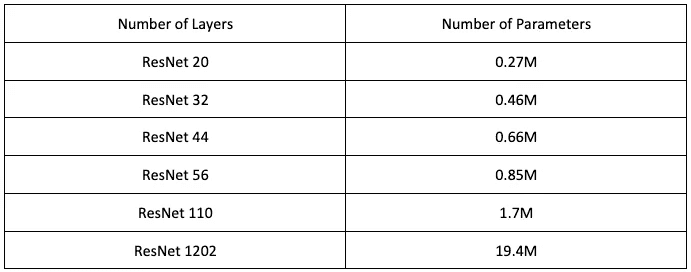 Number of Layers Number of Parameters
ResNet 20 0.27M
ResNet 32 0.46M
ResNet 44 0.66M
ResNet 56 0.85M
ResNet 110 1.7M
ResNet 1202 19.4M